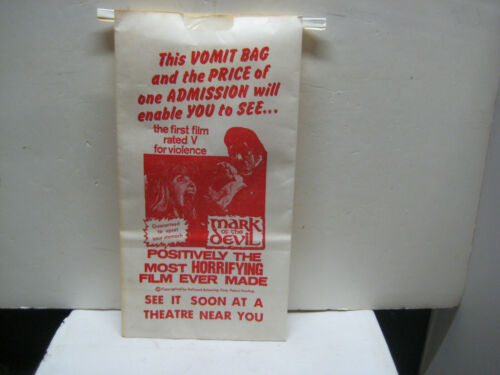 This VOMIT BAG
and the PRICE of
one ADMISSION will
enable YOU to SEE...
the first film
rated V
for violence
Guaranteed
to upset
your stomach
mark
of the
DEVIL
POSITIVELY THE
MOST HORRIFYING
FILM EVER MADE
SEE IT SOON AT A
THEATRE NEAR YOU